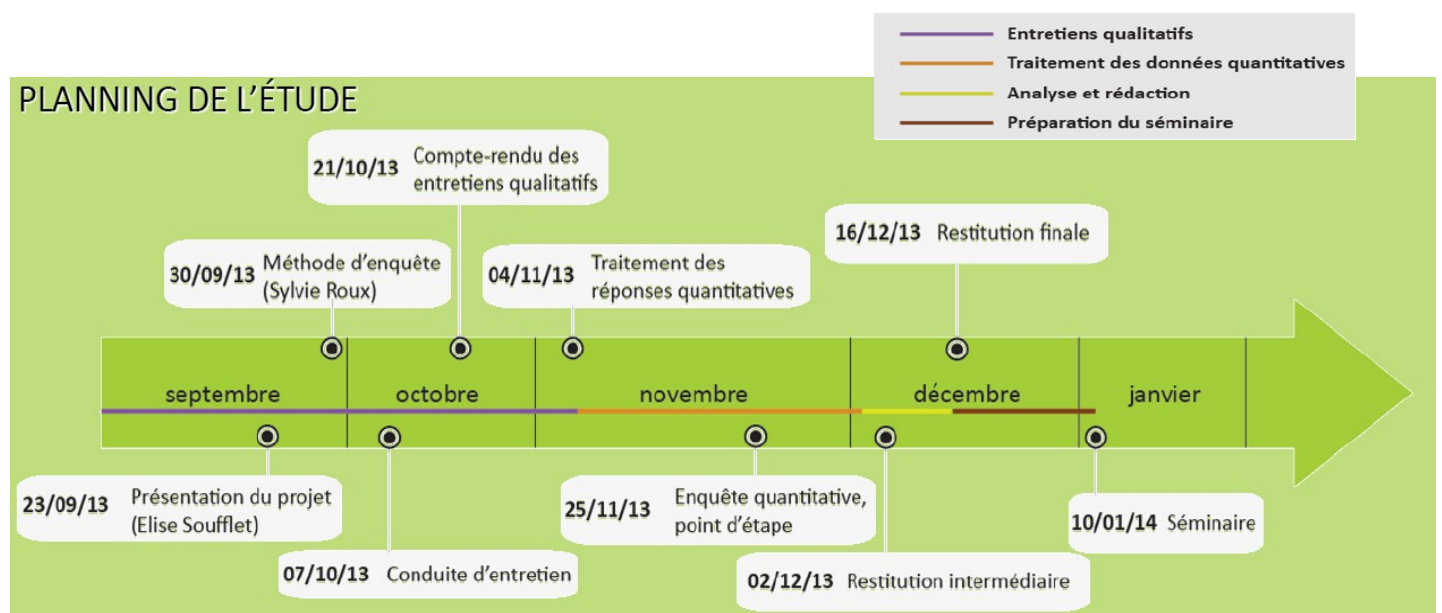 Entretiens qualitatifs
Traitement des données quantitatives
Analyse et rédaction
Préparation du séminaire
PLANNING DE L'ÉTUDE
21/10/13 Compte-rendu des
entretiens qualitatifs
30/09/13 Méthode d'enquête
(Sylvie Roux)
04/11/13 Traitement des
réponses quantitatives
16/12/13 Restitution finale
septembre
octobre
novembre
décembre
janvier
23/09/13 Présentation du projet
(Elise Soufflet)
07/10/13 Conduite d'entretien
25/11/13 Enquête quantitative,
point d'étape
02/12/13 Restitution intermédiaire
10/01/14 Séminaire